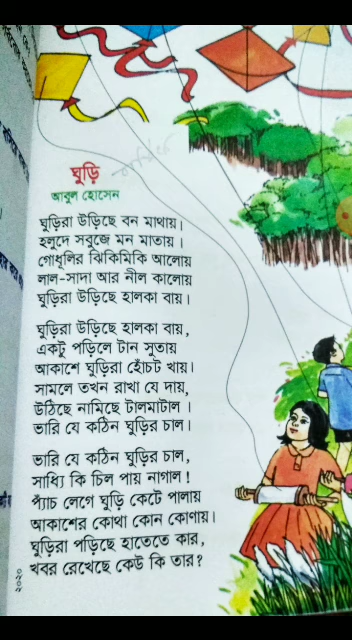 ঘুড়ি
আবুল হোসেন
ঘুড়িরা উড়িছে বন মাথায়।
হলুদে সবুজে মন মাতায়।
গোধূলির ঝিকিমিকি আলোয়
লাল-সাদা আর নীল কালোয়
ঘুড়িরা উড়িছে হালকা বায়।
ঘুড়িরা উড়িছে হালকা বায়,
একটু পড়িলে টান সুতায়
আকাশে ঘুড়িরা হোঁচট খায়।
সামলে তখন রাখা যে দায়,
উঠিছে নামিছে টালমাটাল।
ভারি যে কঠিন ঘুড়ির চাল।
ভারি যে কঠিন ঘুড়ির চাল,
সাধ্যি কি চিল পায় নাগাল!
প্যাঁচ লেগে ঘুড়ি কেটে পালায়
আকাশের কোথা কোন কোণায়।
ঘুড়িরা পড়িছে হাতেতে কার,
খবর রেখেছে কেউ কি তার?
২০২০